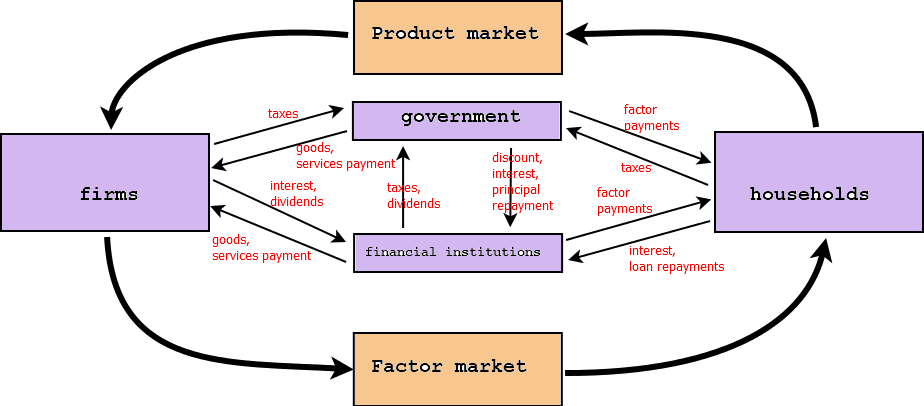 Product market
taxes
government
factor
payments
goods,
services payment
discount,
interest,
principal
repayment
taxes
firms
interest,
dividends
taxes,
dividends
factor
payments
households
goods,
services payment
financial institutions
interest,
loan repayments
Factor market